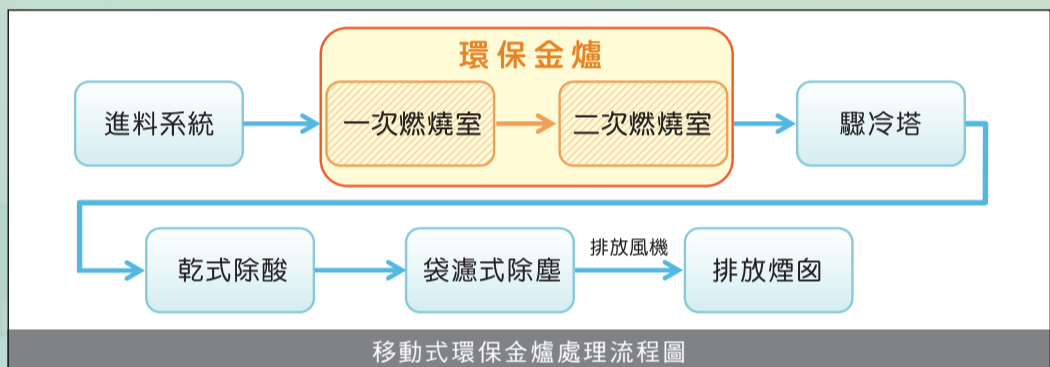 環保金爐
進料系統
一次燃燒室
二次燃燒室
驟冷塔
乾式除酸
袋濾式除塵
排放風機
排放煙囪
移動式環保金爐處理流程圖